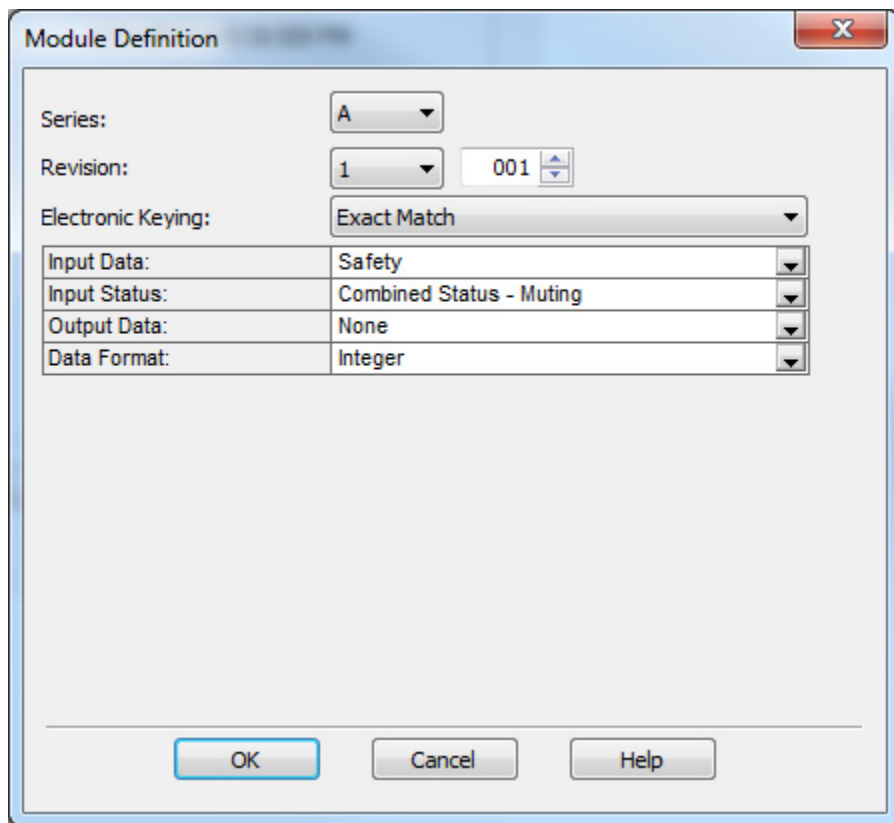 Module Definition
Series: A
Revision: 1 001
Electronic Keying: Exact Match
Input Data: Safety
Input Status: Combined Status - Muting
Output Data: None
Data Format: Integer
OK Cancel Help